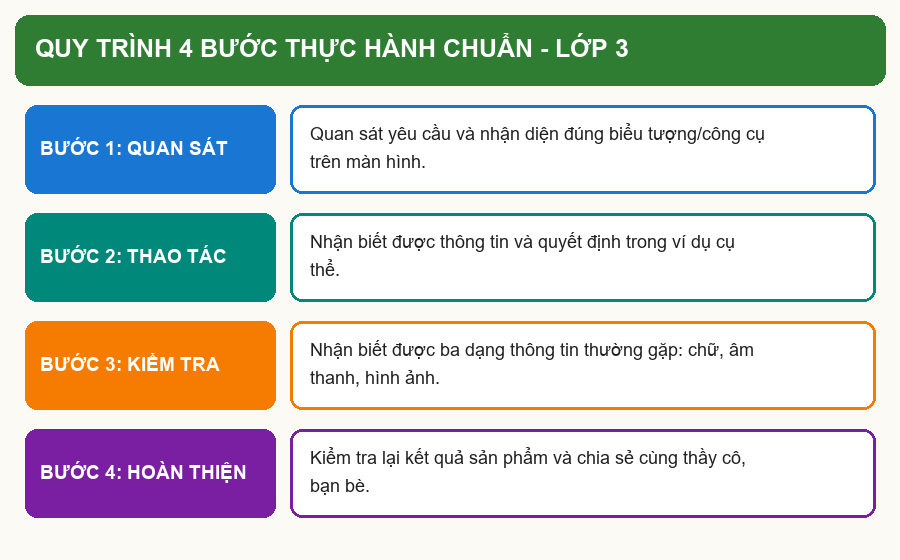 QUY TRÌNH 4 BƯỚC THỰC HÀNH CHUẨN - LỚP 3
BƯỚC 1: QUAN SÁT
Quan sát yêu cầu và nhận diện đúng biểu tượng/công cụ
trên màn hình.
BƯỚC 2: THAO TÁC
Nhận biết được thông tin và quyết định trong ví dụ cụ
thể.
BƯỚC 3: KIỂM TRA
Nhận biết được ba dạng thông tin thường gặp: chữ, âm
thanh, hình ảnh.
BƯỚC 4: HOÀN THIỆN
Kiểm tra lại kết quả sản phẩm và chia sẻ cùng thầy cô,
bạn bè.